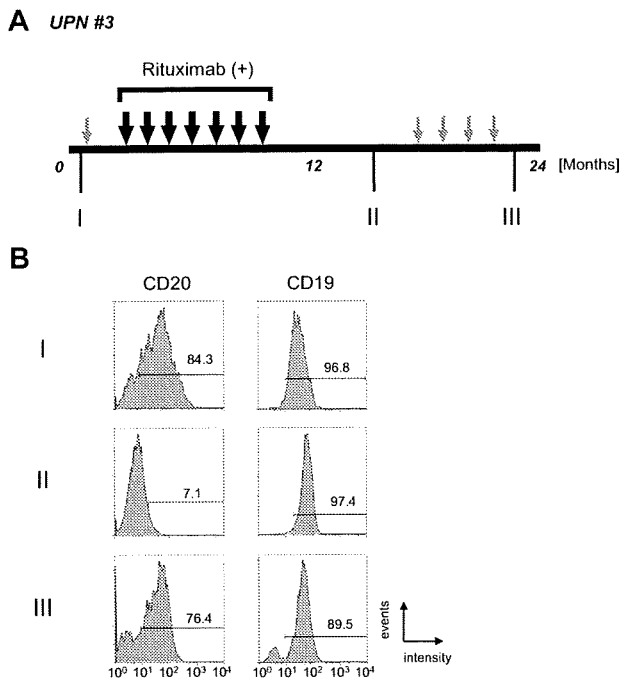 A UPN #3
Rituximab (+)
0 12 24 [Months]
I II III
B
CD20 CD19
I 84.3 96.8
II 7.1 97.4
III 76.4 89.5
10⁰ 10¹ 10² 10³ 10⁴ 10⁰ 10¹ 10² 10³ 10⁴
events
intensity